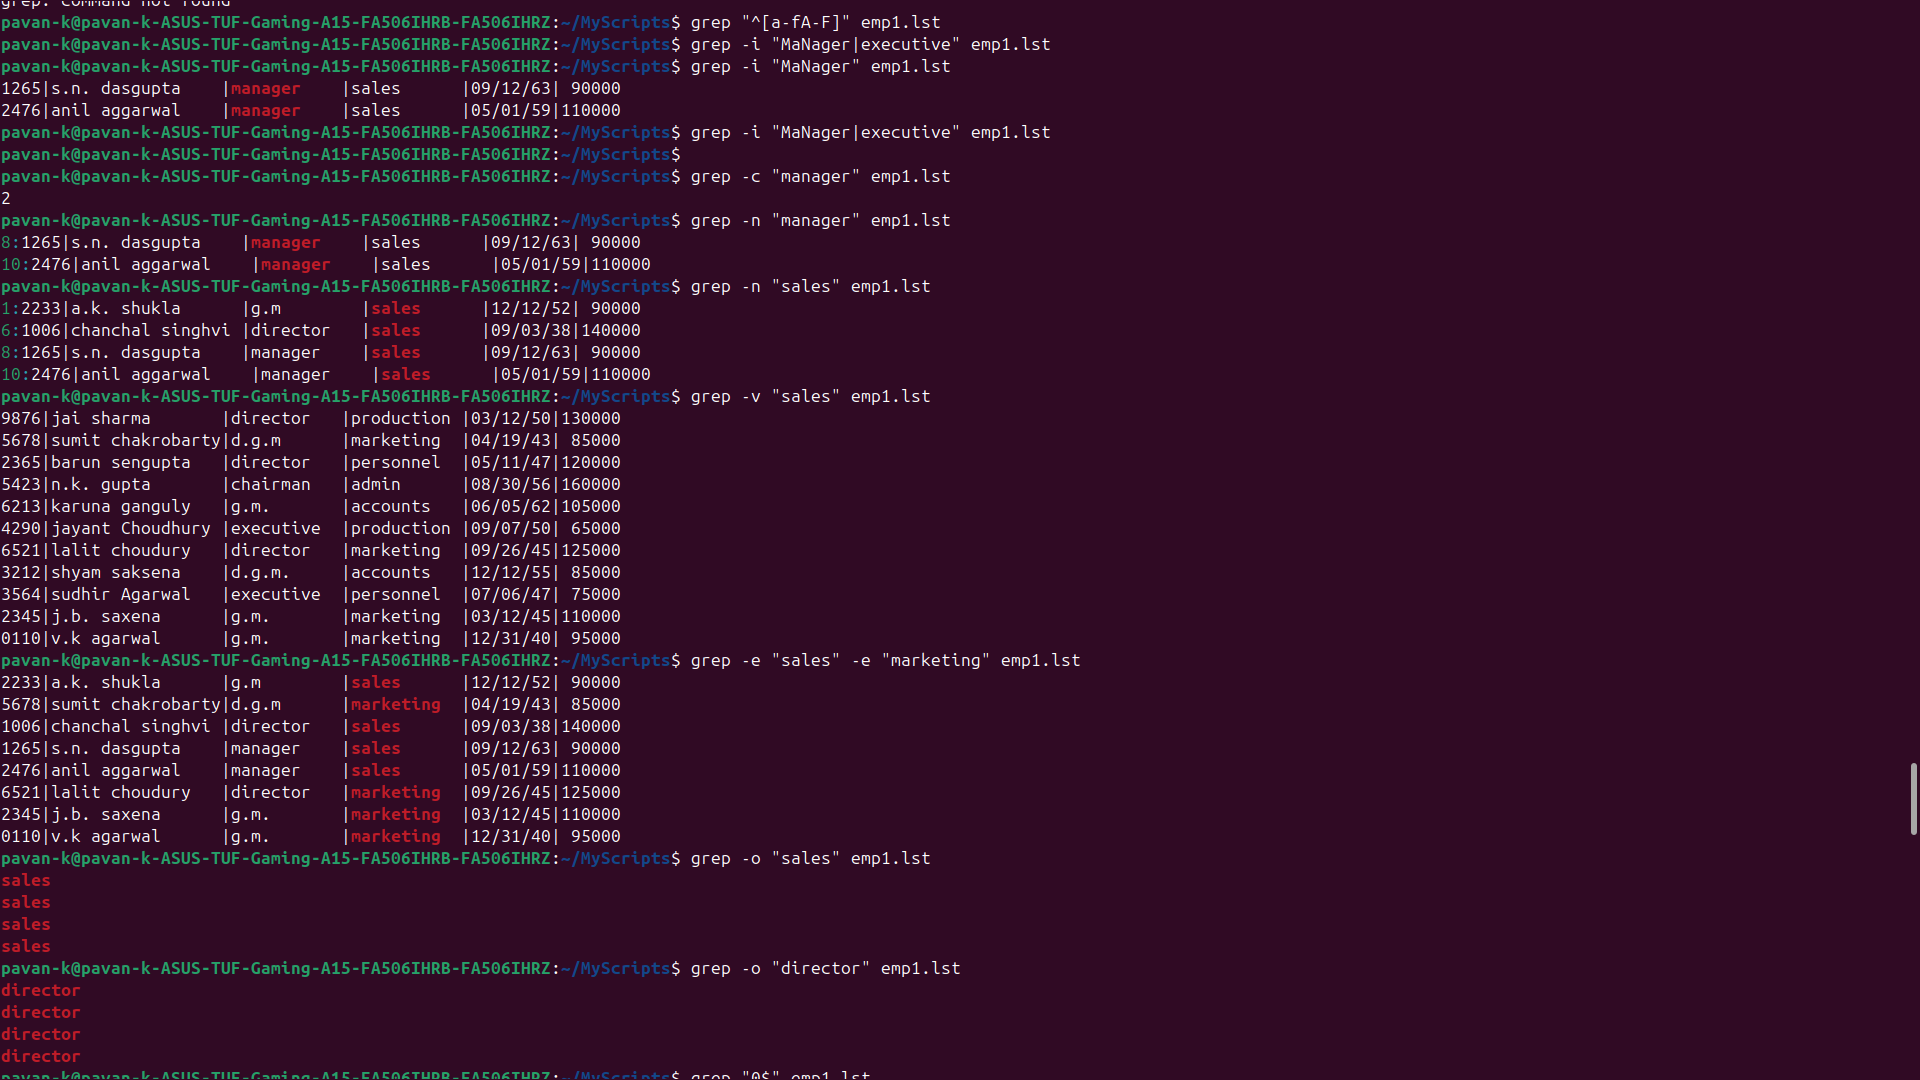 grep: command not found
pavan-k@pavan-k-ASUS-TUF-Gaming-A15-FA506IHRB-FA506IHRZ:~/MyScripts$ grep "^[a-fA-F]" emp1.lst
pavan-k@pavan-k-ASUS-TUF-Gaming-A15-FA506IHRB-FA506IHRZ:~/MyScripts$ grep -i "MaNager|executive" emp1.lst
pavan-k@pavan-k-ASUS-TUF-Gaming-A15-FA506IHRB-FA506IHRZ:~/MyScripts$ grep -i "MaNager" emp1.lst
1265|s.n. dasgupta    |manager    |sales      |09/12/63| 90000
2476|anil aggarwal    |manager    |sales      |05/01/59|110000
pavan-k@pavan-k-ASUS-TUF-Gaming-A15-FA506IHRB-FA506IHRZ:~/MyScripts$ grep -i "MaNager|executive" emp1.lst
pavan-k@pavan-k-ASUS-TUF-Gaming-A15-FA506IHRB-FA506IHRZ:~/MyScripts$
pavan-k@pavan-k-ASUS-TUF-Gaming-A15-FA506IHRB-FA506IHRZ:~/MyScripts$ grep -c "manager" emp1.lst
2
pavan-k@pavan-k-ASUS-TUF-Gaming-A15-FA506IHRB-FA506IHRZ:~/MyScripts$ grep -n "manager" emp1.lst
8:1265|s.n. dasgupta    |manager    |sales      |09/12/63| 90000
10:2476|anil aggarwal    |manager    |sales      |05/01/59|110000
pavan-k@pavan-k-ASUS-TUF-Gaming-A15-FA506IHRB-FA506IHRZ:~/MyScripts$ grep -n "sales" emp1.lst
1:2233|a.k. shukla      |g.m        |sales      |12/12/52| 90000
6:1006|chanchal singhvi |director   |sales      |09/03/38|140000
8:1265|s.n. dasgupta    |manager    |sales      |09/12/63| 90000
10:2476|anil aggarwal    |manager    |sales      |05/01/59|110000
pavan-k@pavan-k-ASUS-TUF-Gaming-A15-FA506IHRB-FA506IHRZ:~/MyScripts$ grep -v "sales" emp1.lst
9876|jai sharma       |director   |production |03/12/50|130000
5678|sumit chakrobarty|d.g.m      |marketing  |04/19/43| 85000
2365|barun sengupta   |director   |personnel  |05/11/47|120000
5423|n.k. gupta       |chairman   |admin      |08/30/56|160000
6213|karuna ganguly   |g.m.       |accounts   |06/05/62|105000
4290|jayant Choudhury |executive  |production |09/07/50| 65000
6521|lalit choudury   |director   |marketing  |09/26/45|125000
3212|shyam saksena    |d.g.m.     |accounts   |12/12/55| 85000
3564|sudhir Agarwal   |executive  |personnel  |07/06/47| 75000
2345|j.b. saxena      |g.m.       |marketing  |03/12/45|110000
0110|v.k agarwal      |g.m.       |marketing  |12/31/40| 95000
pavan-k@pavan-k-ASUS-TUF-Gaming-A15-FA506IHRB-FA506IHRZ:~/MyScripts$ grep -e "sales" -e "marketing" emp1.lst
2233|a.k. shukla      |g.m        |sales      |12/12/52| 90000
5678|sumit chakrobarty|d.g.m      |marketing  |04/19/43| 85000
1006|chanchal singhvi |director   |sales      |09/03/38|140000
1265|s.n. dasgupta    |manager    |sales      |09/12/63| 90000
2476|anil aggarwal    |manager    |sales      |05/01/59|110000
6521|lalit choudury   |director   |marketing  |09/26/45|125000
2345|j.b. saxena      |g.m.       |marketing  |03/12/45|110000
0110|v.k agarwal      |g.m.       |marketing  |12/31/40| 95000
pavan-k@pavan-k-ASUS-TUF-Gaming-A15-FA506IHRB-FA506IHRZ:~/MyScripts$ grep -o "sales" emp1.lst
sales
sales
sales
sales
pavan-k@pavan-k-ASUS-TUF-Gaming-A15-FA506IHRB-FA506IHRZ:~/MyScripts$ grep -o "director" emp1.lst
director
director
director
director
pavan-k@pavan-k-ASUS-TUF-Gaming-A15-FA506IHRB-FA506IHRZ:~/MyScripts$ grep "0$" emp1.lst